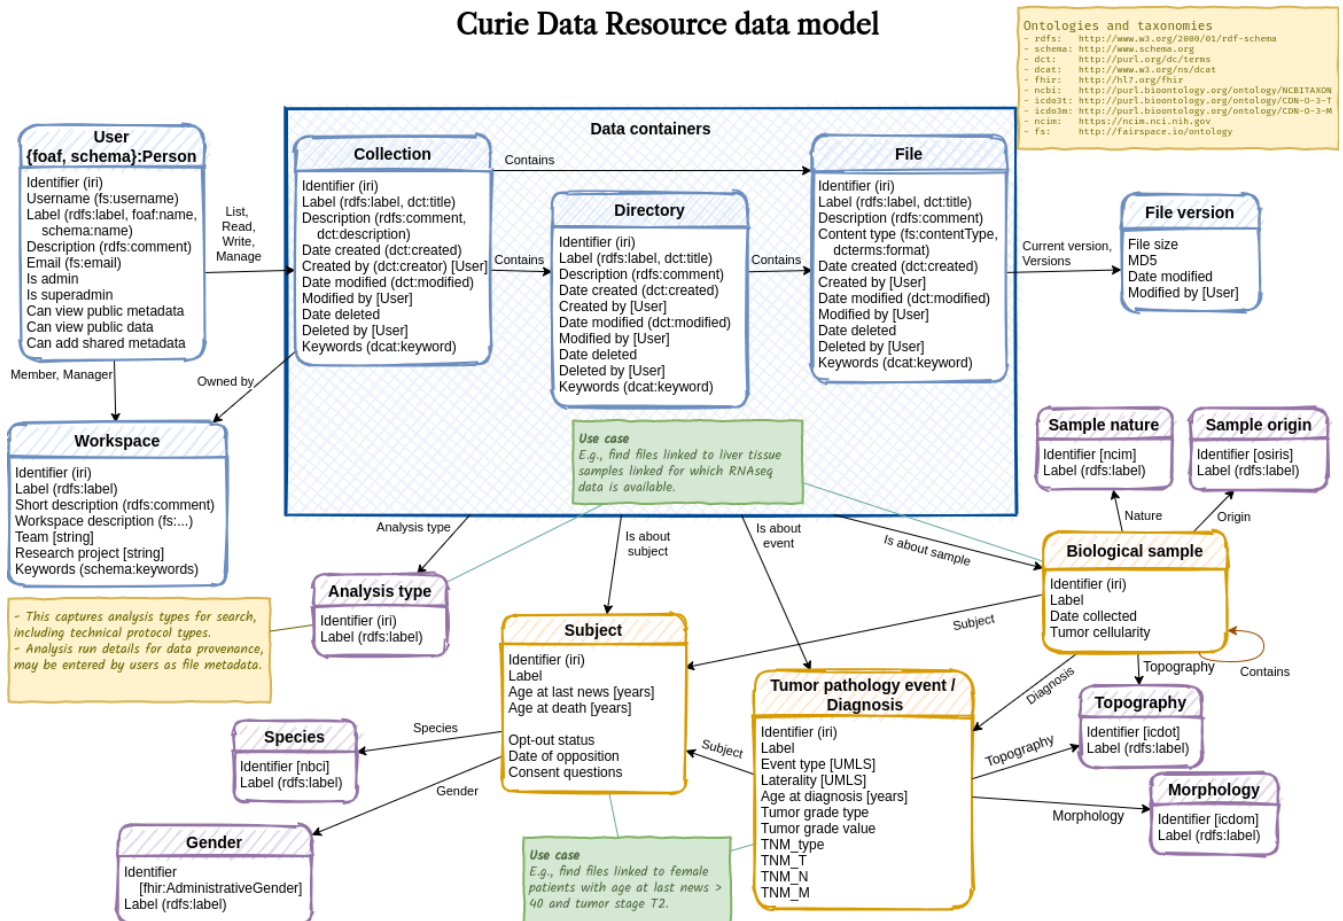 Curie Data Resource data model
Ontologies and taxonomies
- rdfs: http://www.w3.org/2000/01/rdf-schema
- schema: http://www.schema.org
- dct: http://purl.org/dc/terms
- dcat: http://www.w3.org/ns/dcat
- fhir: http://hl7.org/fhir
- ncbi: http://purl.bioontology.org/ontology/NCBITAXON
- icdo3t: http://purl.bioontology.org/ontology/CDN-O-3-T
- icdo3m: http://purl.bioontology.org/ontology/CDN-O-3-M
- ncim: https://ncim.nci.nih.gov
- fs: http://fairspace.io/ontology
User
{foaf, schema}:Person
Identifier (iri)
Username (fs:username)
Label (rdfs:label, foaf:name,
schema:name)
Description (rdfs:comment)
Email (fs:email)
Is admin
Is superadmin
Can view public metadata
Can view public data
Can add shared metadata
List,
Read,
Write,
Manage
Data containers
Collection
Identifier (iri)
Label (rdfs:label, dct:title)
Description (rdfs:comment,
dct:description)
Date created (dct:created)
Created by (dct:creator) [User]
Date modified (dct:modified)
Modified by [User]
Date deleted
Deleted by [User]
Keywords (dcat:keyword)
Contains
Contains
Directory
Identifier (iri)
Label (rdfs:label, dct:title)
Description (rdfs:comment)
Date created (dct:created)
Created by [User]
Date modified (dct:modified)
Modified by [User]
Date deleted
Deleted by [User]
Keywords (dcat:keyword)
Contains
File
Identifier (iri)
Label (rdfs:label, dct:title)
Description (rdfs:comment)
Content type (fs:contentType,
dcterms:format)
Date created (dct:created)
Created by [User]
Date modified (dct:modified)
Modified by [User]
Date deleted
Deleted by [User]
Keywords (dcat:keyword)
Current version,
Versions
File version
File size
MD5
Date modified
Modified by [User]
Member, Manager
Owned by
Workspace
Identifier (iri)
Label (rdfs:label)
Short description (rdfs:comment)
Workspace description (fs:...)
Team [string]
Research project [string]
Keywords (schema:keywords)
Use case
E.g., find files linked to liver tissue
samples linked for which RNAseq
data is available.
Sample nature
Identifier [ncim]
Label (rdfs:label)
Sample origin
Identifier [osiris]
Label (rdfs:label)
Nature
Origin
Analysis type
Is about
subject
Is about
event
Is about sample
Biological sample
Identifier (iri)
Label
Date collected
Tumor cellularity
Analysis type
Identifier (iri)
Label (rdfs:label)
- This captures analysis types for search,
including technical protocol types.
- Analysis run details for data provenance,
may be entered by users as file metadata.
Subject
Identifier (iri)
Label
Age at last news [years]
Age at death [years]
Opt-out status
Date of opposition
Consent questions
Subject
Diagnosis
Topography
Contains
Tumor pathology event /
Diagnosis
Identifier (iri)
Label
Event type [UMLS]
Laterality [UMLS]
Age at diagnosis [years]
Tumor grade type
Tumor grade value
TNM_type
TNM_T
TNM_N
TNM_M
Subject
Topography
Morphology
Topography
Identifier [icdot]
Label (rdfs:label)
Morphology
Identifier [icdom]
Label (rdfs:label)
Species
Species
Identifier [nbci]
Label (rdfs:label)
Gender
Gender
Identifier
[fhir:AdministrativeGender]
Label (rdfs:label)
Use case
E.g., find files linked to female
patients with age at last news >
40 and tumor stage T2.